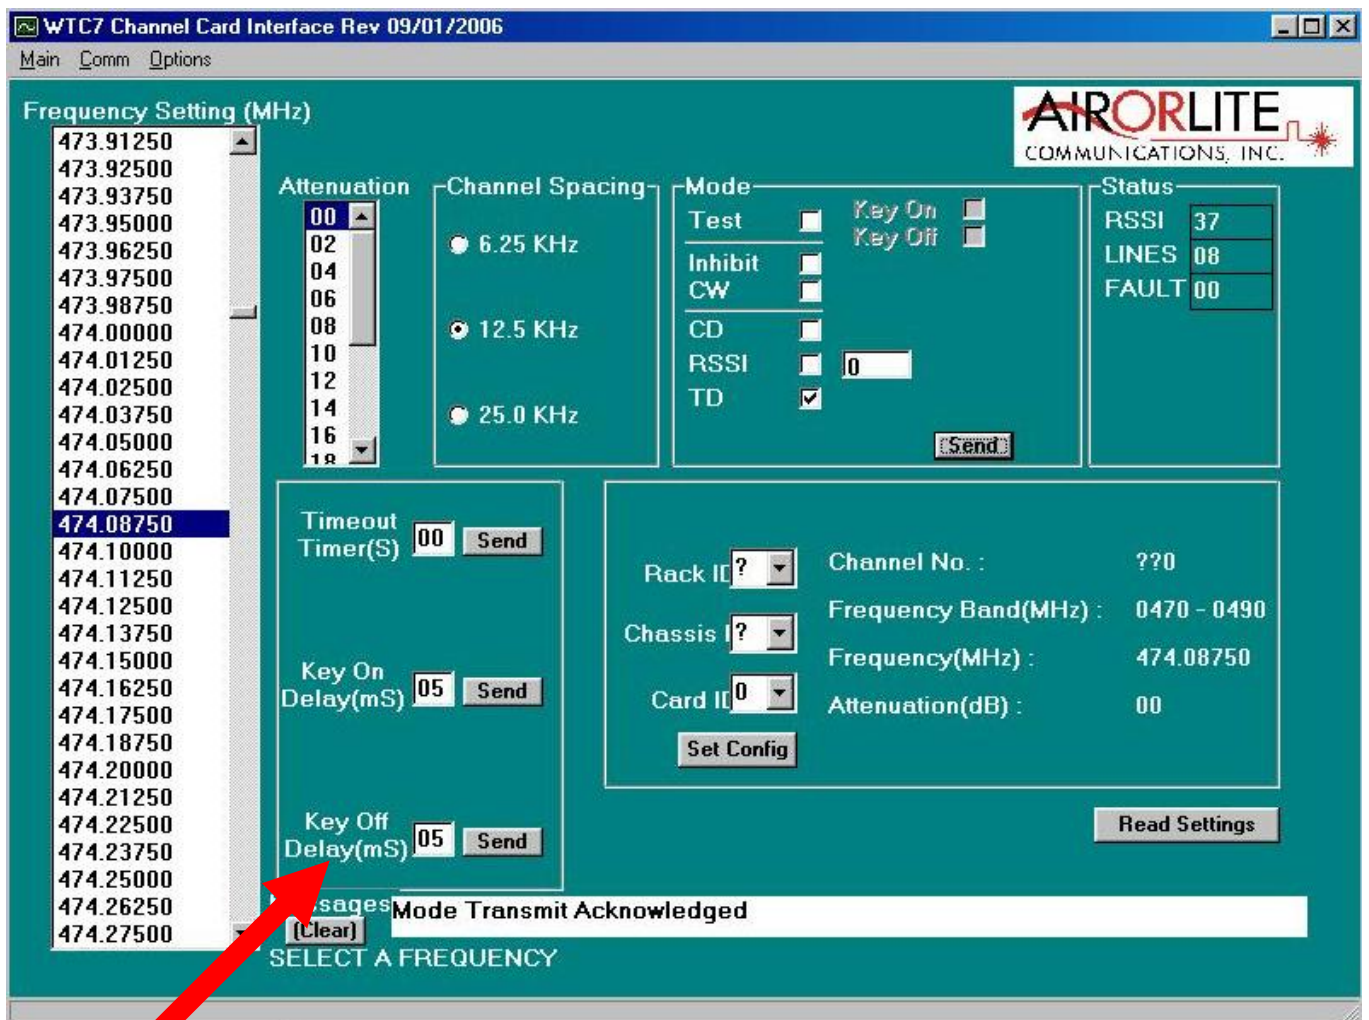 WTC7 Channel Card Interface Rev 09/01/2006
Main Comm Options
Frequency Setting (MHz)
473.91250
473.92500
473.93750
473.95000
473.96250
473.97500
473.98750
474.00000
474.01250
474.02500
474.03750
474.05000
474.06250
474.07500
474.08750
474.10000
474.11250
474.12500
474.13750
474.15000
474.16250
474.17500
474.18750
474.20000
474.21250
474.22500
474.23750
474.25000
474.26250
474.27500
AIRORLITE
COMMUNICATIONS, INC.
Attenuation
00
02
04
06
08
10
12
14
16
18
Channel Spacing
6.25 KHz
12.5 KHz
25.0 KHz
Mode
Test
Key On
Key Off
Inhibit
CW
CD
RSSI 0
TD
Send
Status
RSSI 37
LINES 08
FAULT 00
Timeout
Timer(S) 00 Send
Key On
Delay(mS) 05 Send
Key Off
Delay(mS) 05 Send
Rack ID ?
Chassis I ?
Card ID 0
Set Config
Channel No. : ??0
Frequency Band(MHz) : 0470 - 0490
Frequency(MHz) : 474.08750
Attenuation(dB) : 00
Read Settings
ssages Mode Transmit Acknowledged
(Clear)
SELECT A FREQUENCY